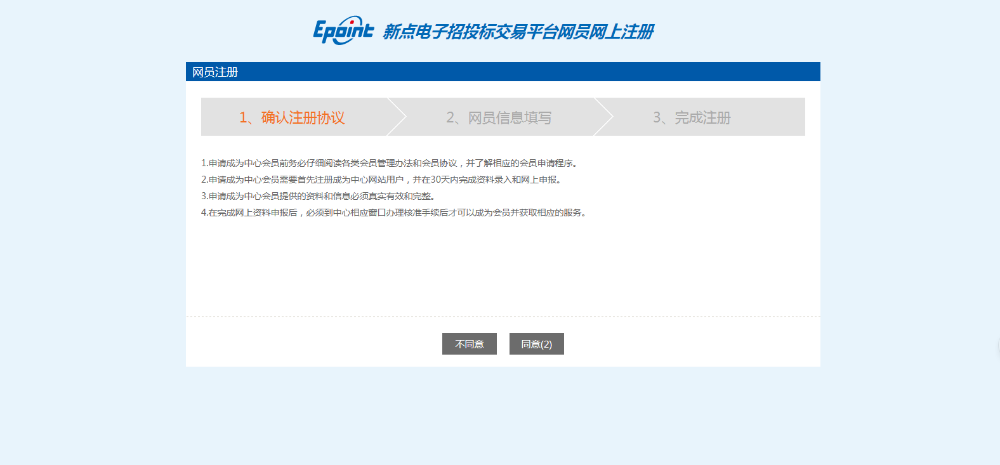 Epoint 新点电子招投标交易平台网员网上注册
网员注册
1、确认注册协议 2、网员信息填写 3、完成注册
1.申请成为中心会员前务必仔细阅读各类会员管理办法和会员协议，并了解相应的会员申请程序。
2.申请成为中心会员需要首先注册成为中心网站用户，并在30天内完成资料录入和网上申报。
3.申请成为中心会员提供的资料和信息必须真实有效和完整。
4.在完成网上资料申报后，必须到中心相应窗口办理核准手续后才可以成为会员并获取相应的服务。
不同意 同意(2)